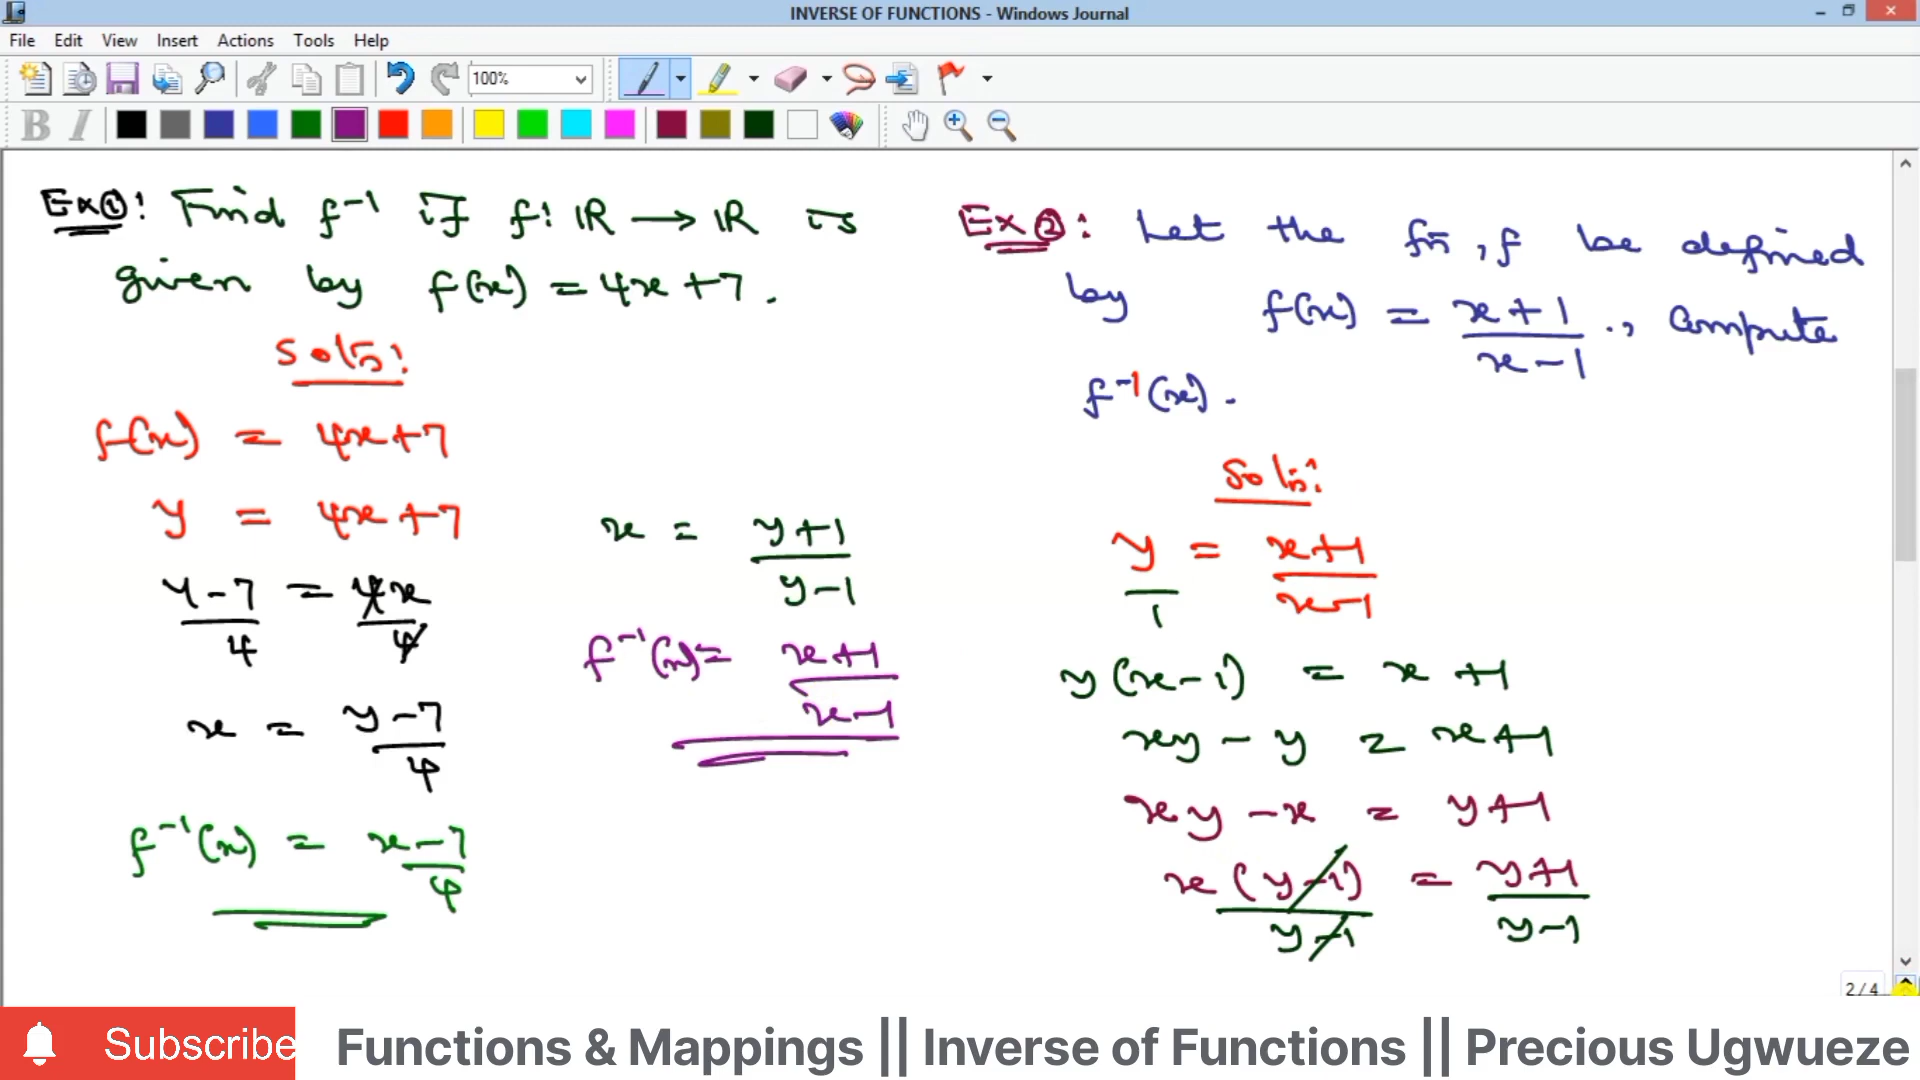 INVERSE OF FUNCTIONS - Windows Journal
File Edit View Insert Actions Tools Help
100%
B I
Ex①: Find f⁻¹ if f: ℝ → ℝ is
given by f(x) = 4x+7.
Soln:
f(x) = 4x+7
y = 4x+7
y-7/4 = 4x/4
x = y-7/4
f⁻¹(x) = x-7/4
x = y+1/y-1
f⁻¹(x) = x+1/x-1
Ex②: Let the fn, f be defined
by f(x) = x+1/x-1., compute
f⁻¹(x).
Soln:
y/1 = x+1/x-1
y(x-1) = x+1
xy - y = x+1
xy - x = y+1
x(y-1)/y-1 = y+1/y-1
2/4
Subscribe
Functions & Mappings || Inverse of Functions || Precious Ugwueze